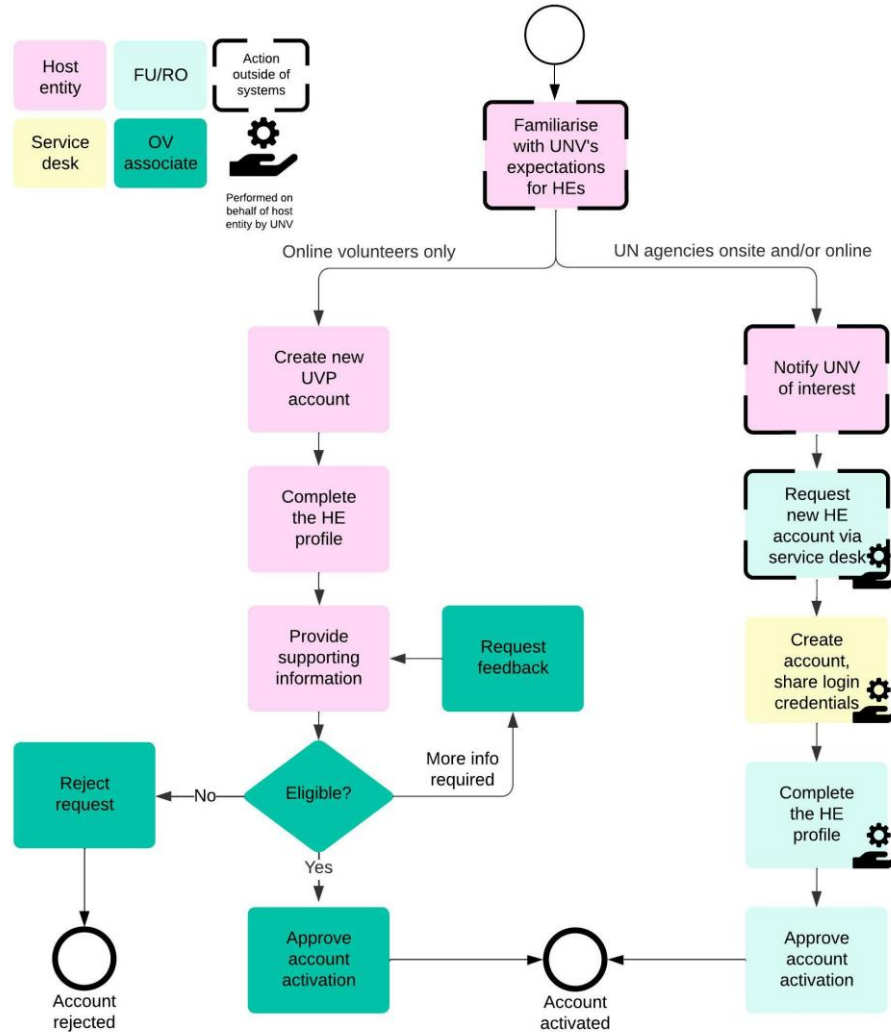 Host
entity
FU/RO
Action
outside of
systems
Service
desk
OV
associate
Performed on
behalf of host
entity by UNV
Familiarise
with UNV's
expectations
for HEs
Online volunteers only
UN agencies onsite and/or online
Create new
UVP
account
Notify UNV
of interest
Complete
the HE
profile
Request
new HE
account via
service desk
Provide
supporting
information
Request
feedback
Create
account,
share login
credentials
More info
required
Reject
request
No
Eligible?
Complete
the HE
profile
Yes
Approve
account
activation
Approve
account
activation
Account
rejected
Account
activated